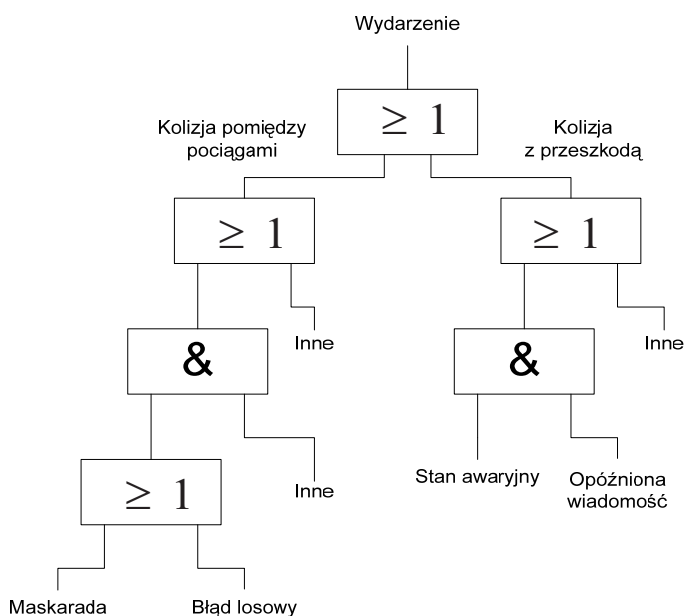 Wydarzenie
≥ 1
Kolizja pomiędzy
pociągami
Kolizja
z przeszkodą
≥ 1
≥ 1
Inne
Inne
&
&
Inne
Stan awaryjny
Opóźniona
wiadomość
≥ 1
Maskarada
Błąd losowy